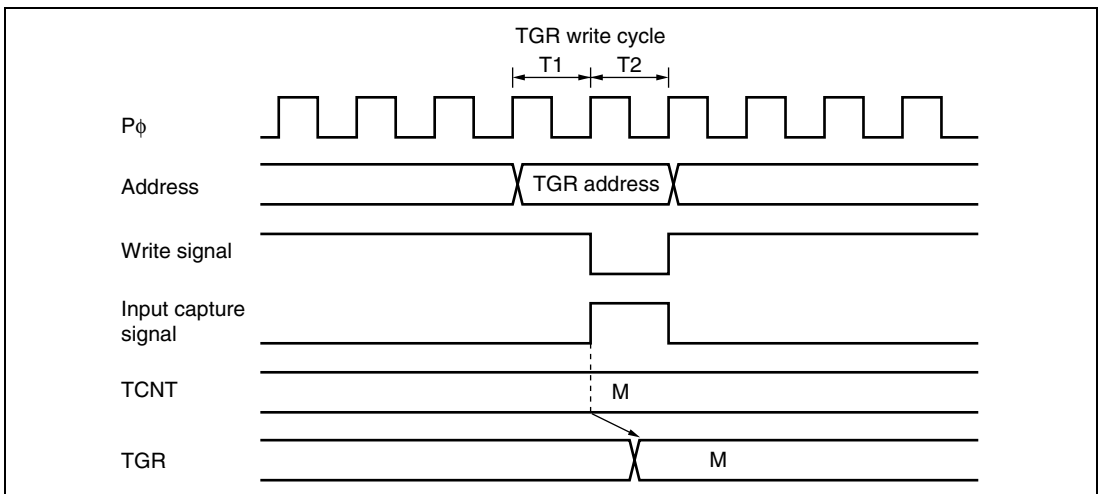 TGR write cycle
T1 T2
Pϕ
Address
TGR address
Write signal
Input capture
signal
TCNT
M
TGR
M